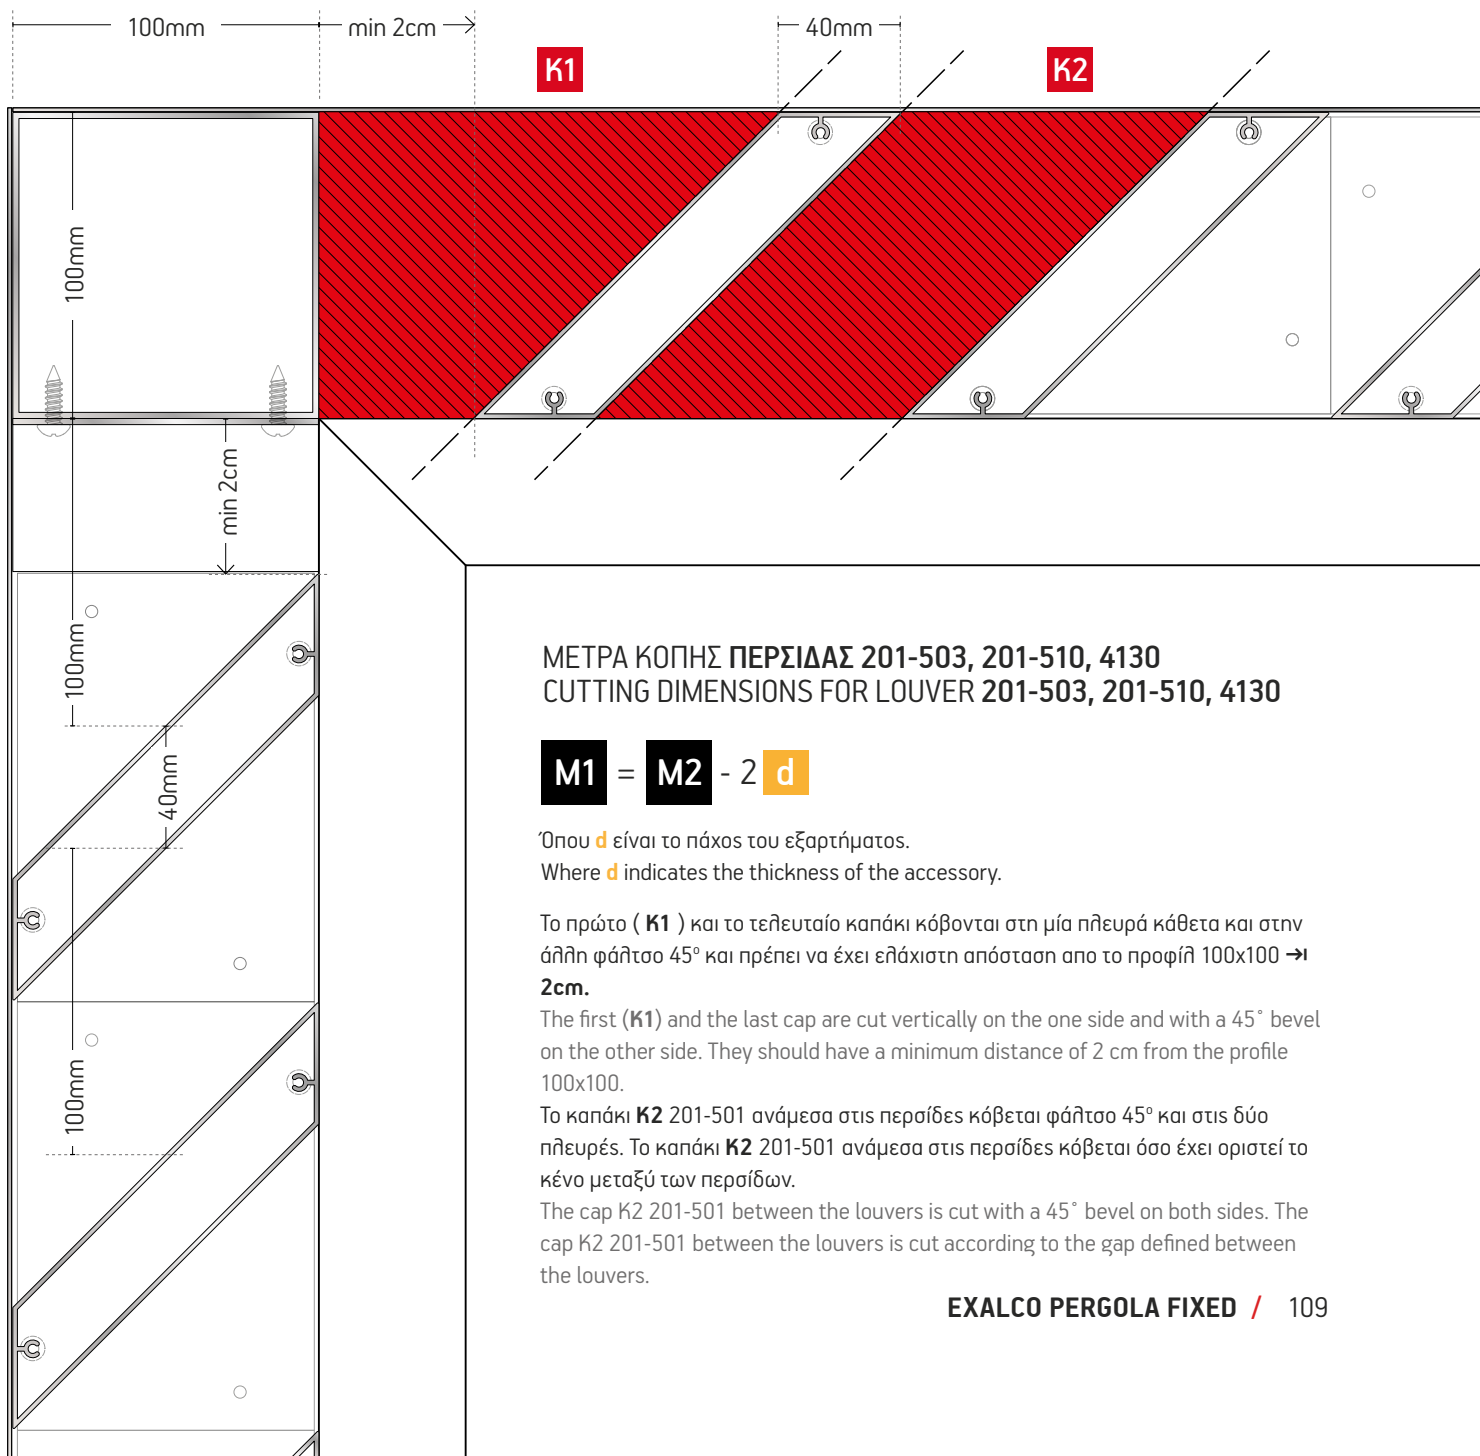 100mm
min 2cm
40mm
K1
K2
100mm
min 2cm
100mm
40mm
100mm
ΜΕΤΡΑ ΚΟΠΗΣ ΠΕΡΣΙΔΑΣ 201-503, 201-510, 4130
CUTTING DIMENSIONS FOR LOUVER 201-503, 201-510, 4130
M1 = M2 - 2 d
Όπου d είναι το πάχος του εξαρτήματος.
Where d indicates the thickness of the accessory.
Το πρώτο ( K1 ) και το τελευταίο καπάκι κόβονται στη μία πλευρά κάθετα και στην
άλλη φάλτσο 45º και πρέπει να έχει ελάχιστη απόσταση απο το προφίλ 100x100
2cm.
The first (K1) and the last cap are cut vertically on the one side and with a 45˚ bevel
on the other side. They should have a minimum distance of 2 cm from the profile
100x100.
Το καπάκι K2 201-501 ανάμεσα στις περσίδες κόβεται φάλτσο 45º και στις δύο
πλευρές. Το καπάκι K2 201-501 ανάμεσα στις περσίδες κόβεται όσο έχει οριστεί το
κένο μεταξύ των περσίδων.
The cap K2 201-501 between the louvers is cut with a 45˚ bevel on both sides. The
cap K2 201-501 between the louvers is cut according to the gap defined between
the louvers.
EXALCO PERGOLA FIXED / 109